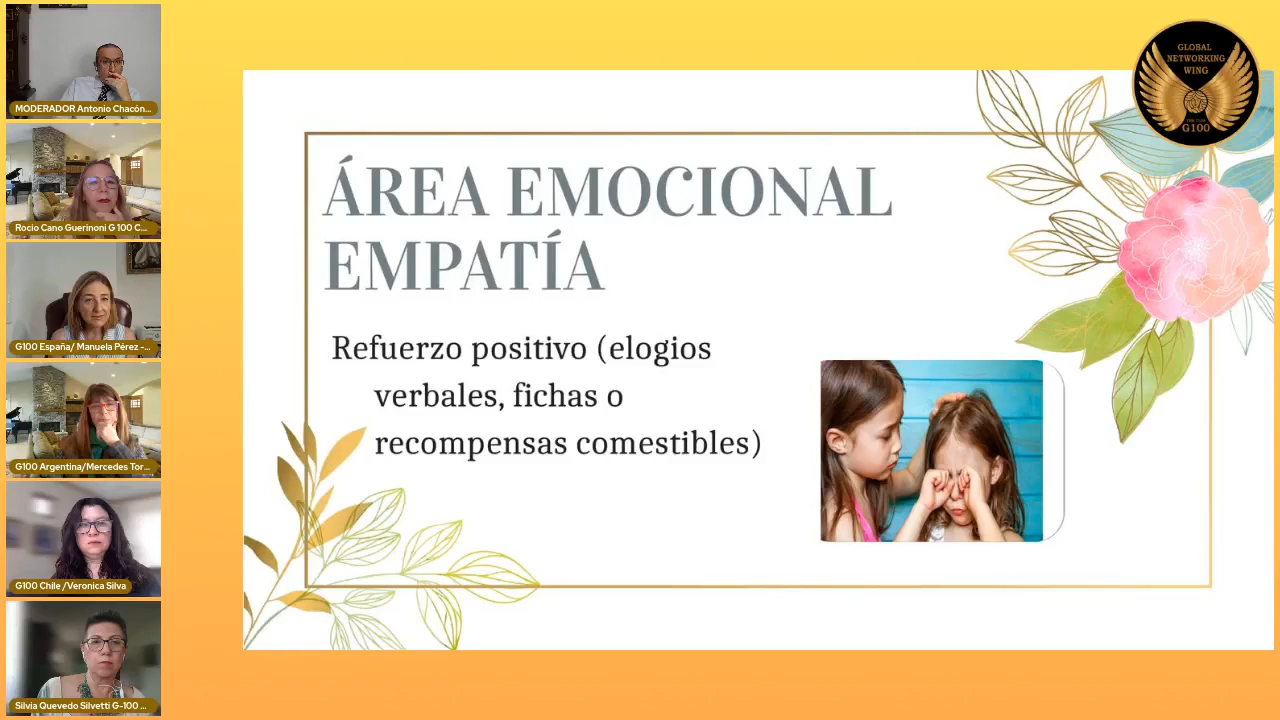 MODERADOR Antonio Chacón...
Rocio Cano Guerinoni G 100 C...
G100 España/ Manuela Pérez -...
G100 Argentina/Mercedes Tor...
G100 Chile /Veronica Silva
Silvia Quevedo Silvetti G-100 ...
ÁREA EMOCIONAL
EMPATÍA
Refuerzo positivo (elogios
verbales, fichas o
recompensas comestibles)
GLOBAL
NETWORKING
WING
G100